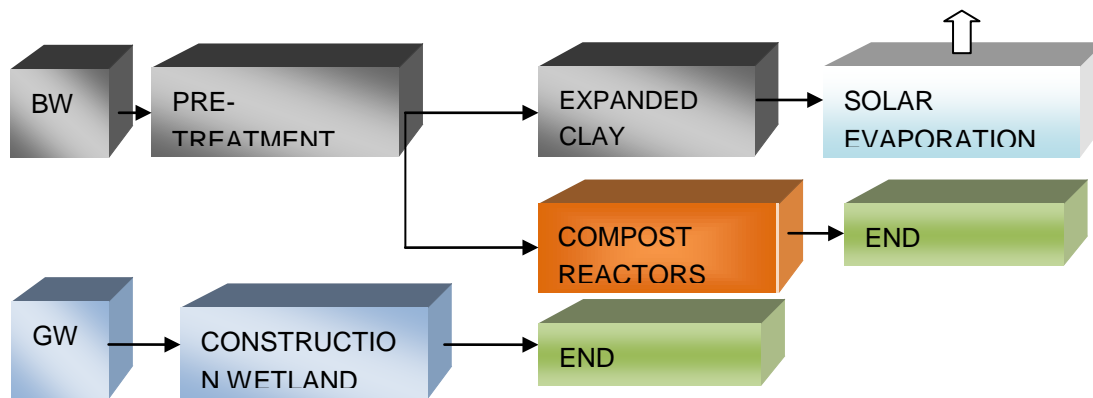 BW
PRE-
TREATMENT
EXPANDED
CLAY
SOLAR
EVAPORATION
COMPOST
REACTORS
END
GW
CONSTRUCTIO
N WETLAND
END